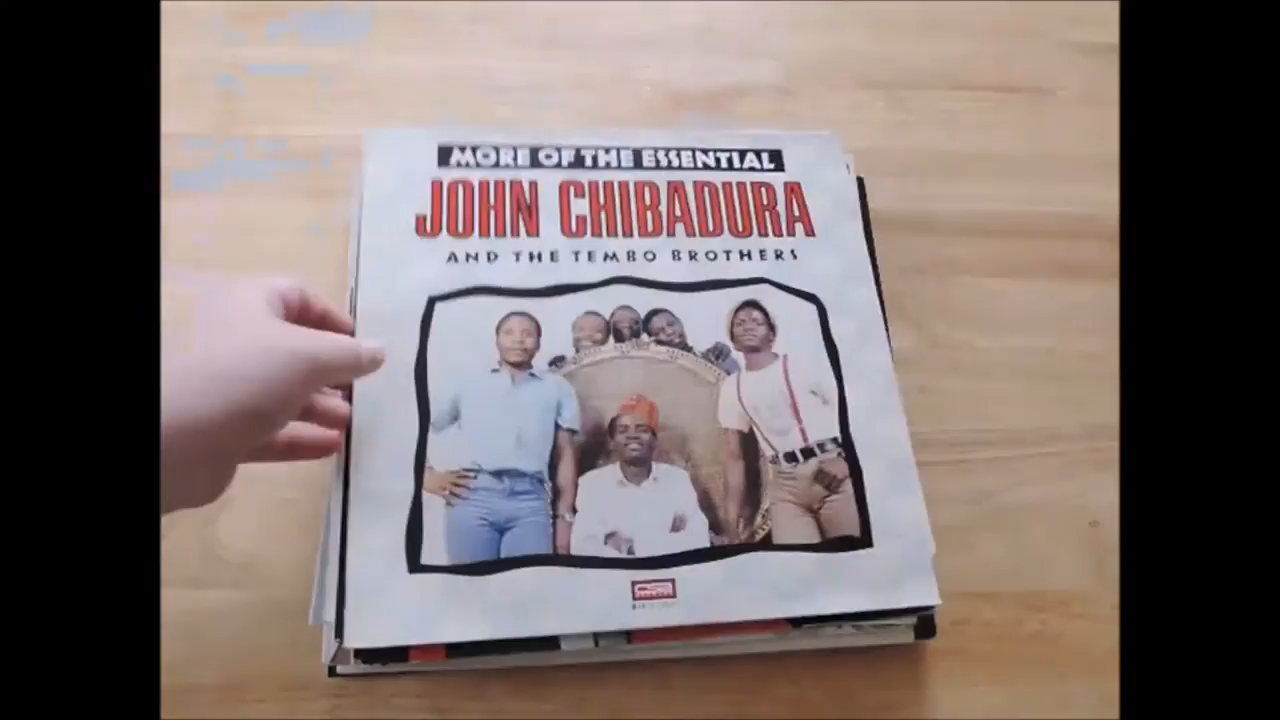 MORE OF THE ESSENTIAL
JOHN CHIBADURA
AND THE TEMBO BROTHERS